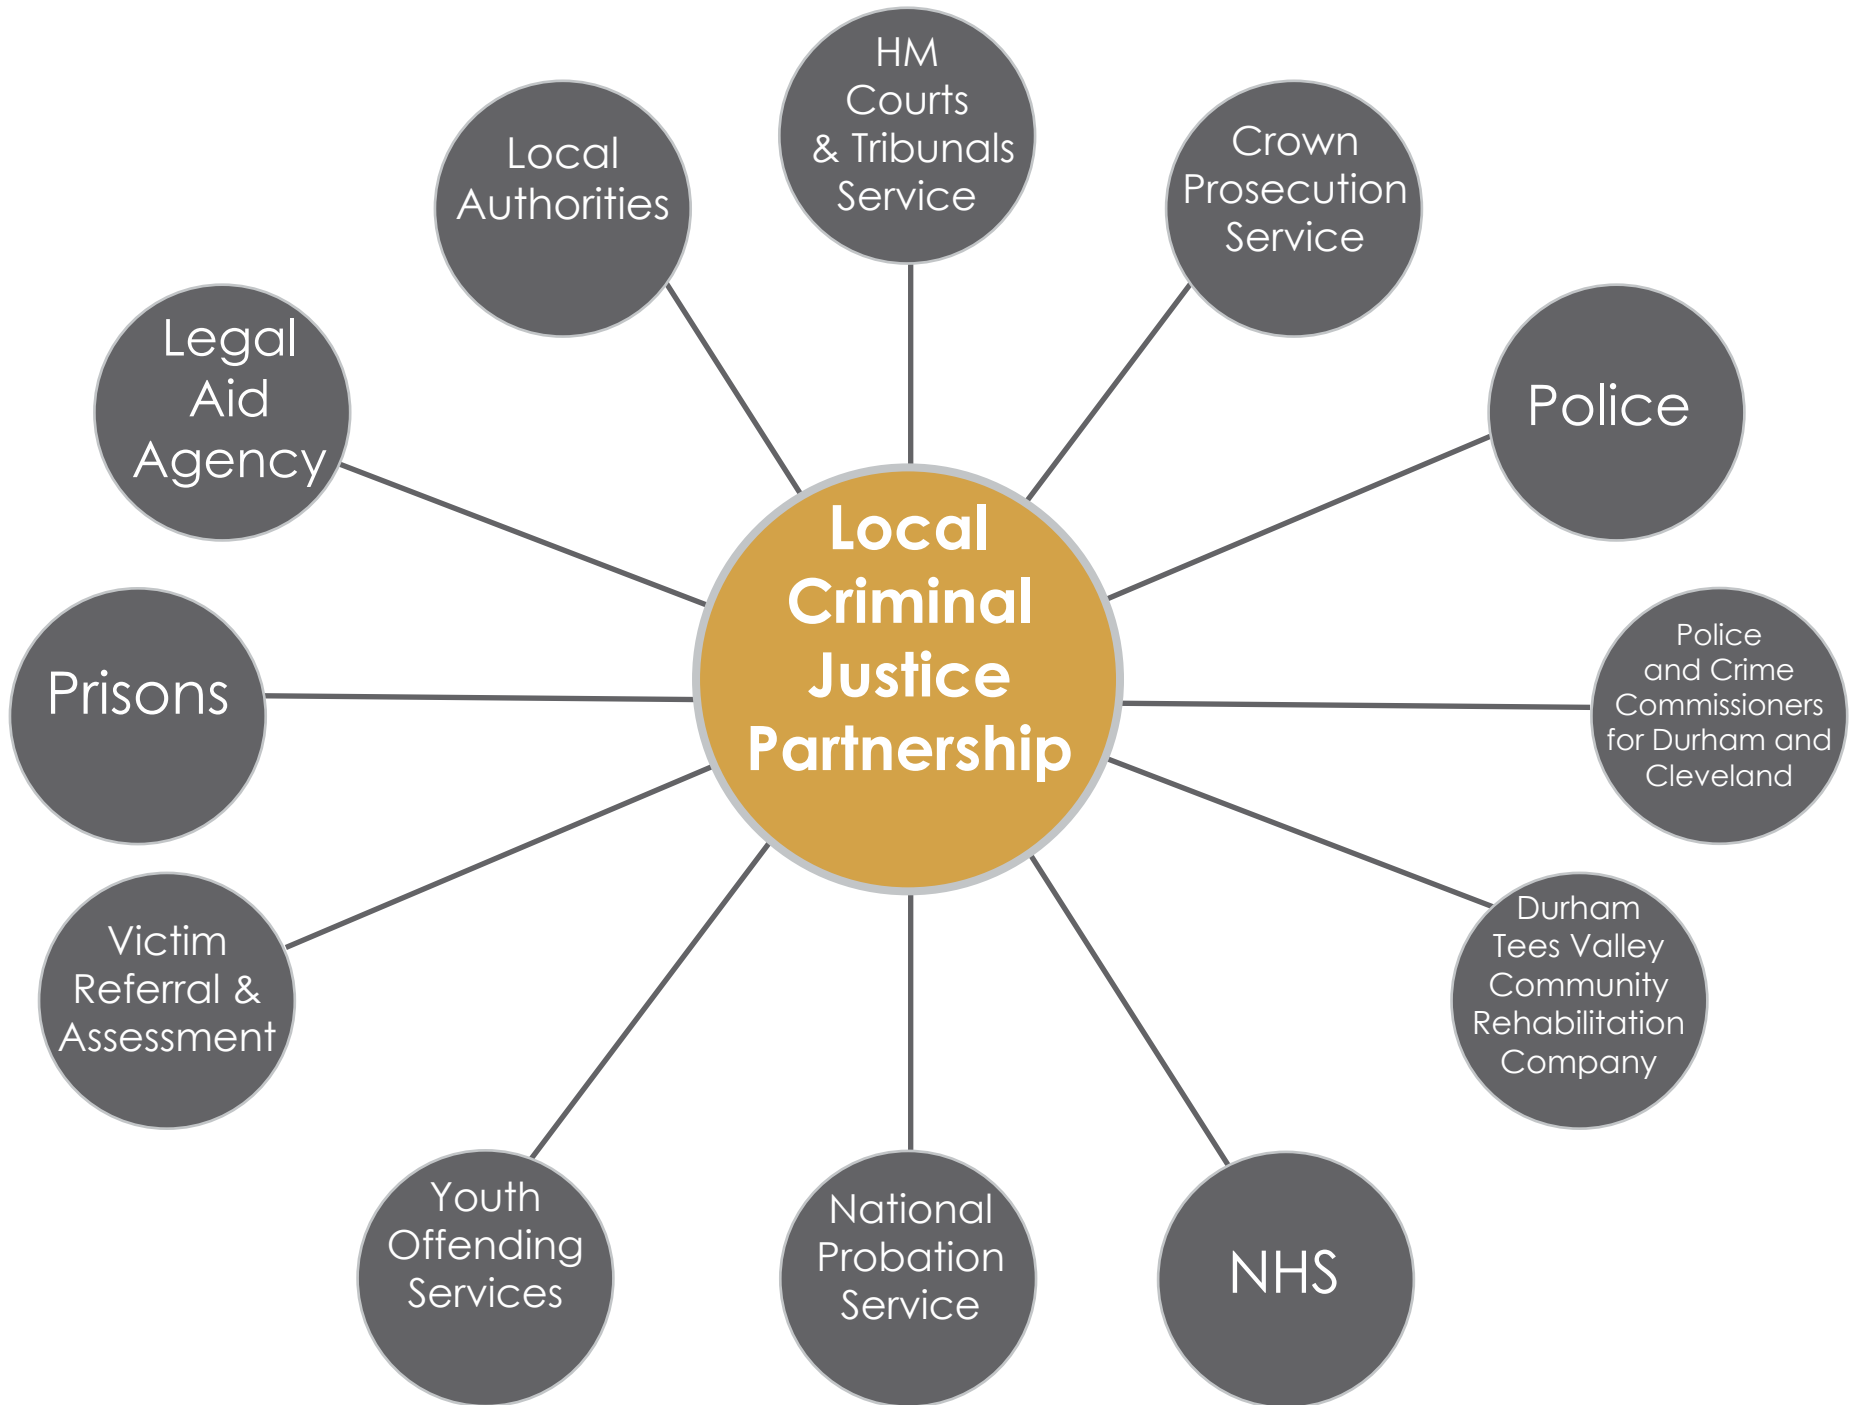 HM
Courts
& Tribunals
Service
Crown
Prosecution
Service
Police
Police
and Crime
Commissioners
for Durham and
Cleveland
Durham
Tees Valley
Community
Rehabilitation
Company
NHS
National
Probation
Service
Youth
Offending
Services
Victim
Referral &
Assessment
Prisons
Legal
Aid
Agency
Local
Authorities
Local
Criminal
Justice
Partnership